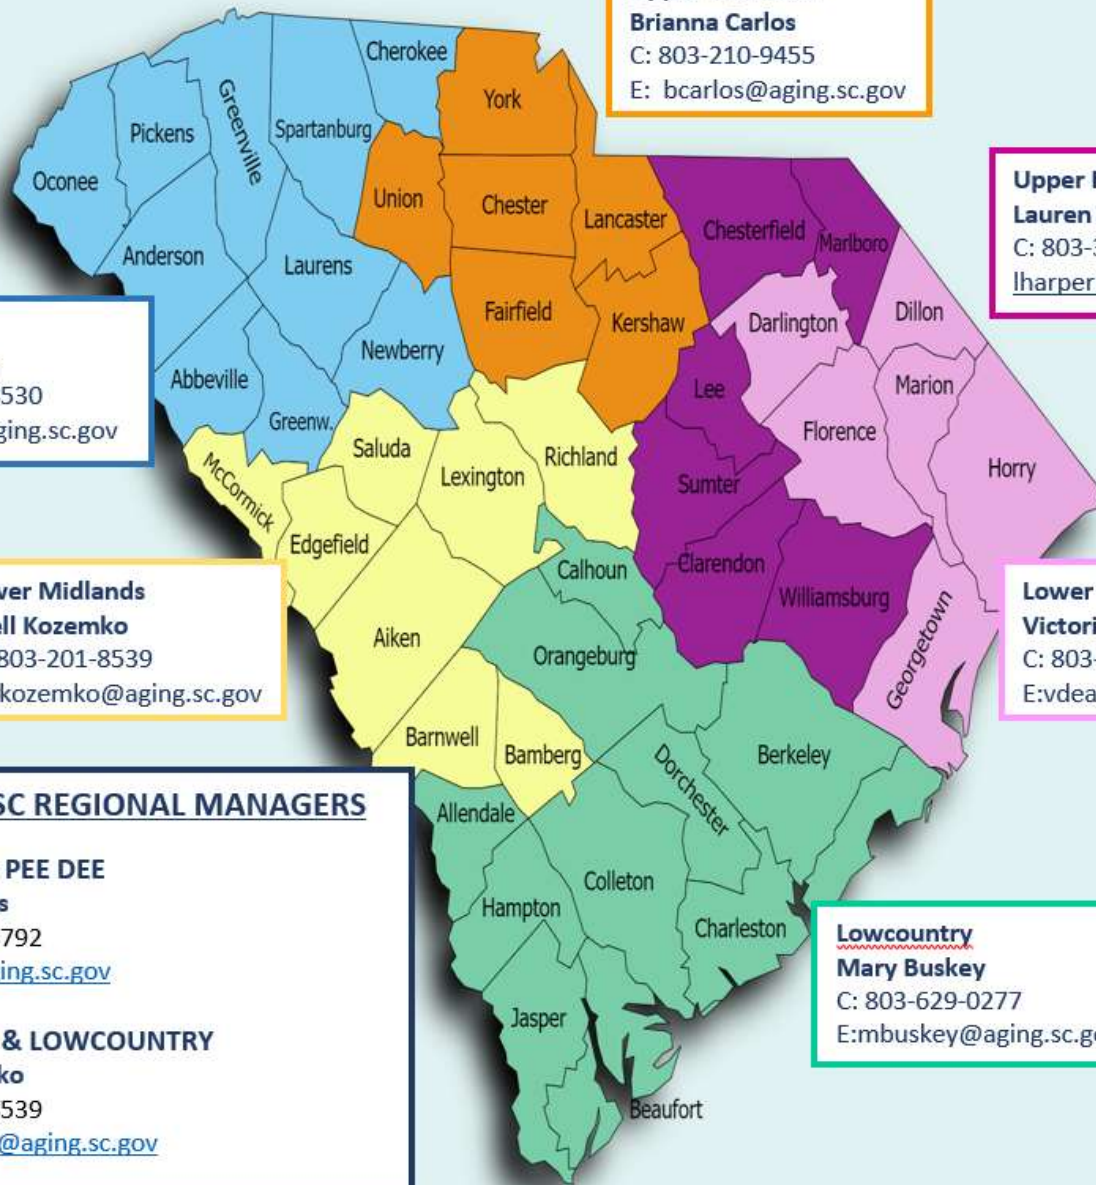 Brianna Carlos
C: 803-210-9455
E: bcarlos@aging.sc.gov
Cherokee
York
Greenville
Pickens
Spartanburg
Oconee
Union
Chester
Lancaster
Chesterfield
Marlboro
Upper
Lauren
C: 803-
lharper
Anderson
Laurens
Fairfield
Kershaw
Darlington
Dillon
530
ging.sc.gov
Abbeville
Newberry
Lee
Marion
Greenw.
Saluda
Florence
McCormick
Lexington
Richland
Horry
Sumter
Edgefield
Calhoun
Clarendon
Williamsburg
Georgetown
ver Midlands
ell Kozemko
803-201-8539
kozemko@aging.sc.gov
Aiken
Orangeburg
Lower
Victori
C: 803-
E:vdea
Barnwell
Bamberg
Dorchester
Berkeley
SC REGIONAL MANAGERS
PEE DEE
s
792
ing.sc.gov
& LOWCOUNTRY
ko
539
@aging.sc.gov
Allendale
Colleton
Hampton
Charleston
Lowcountry
Mary Buskey
C: 803-629-0277
E:mbuskey@aging.sc.go
Jasper
Beaufort